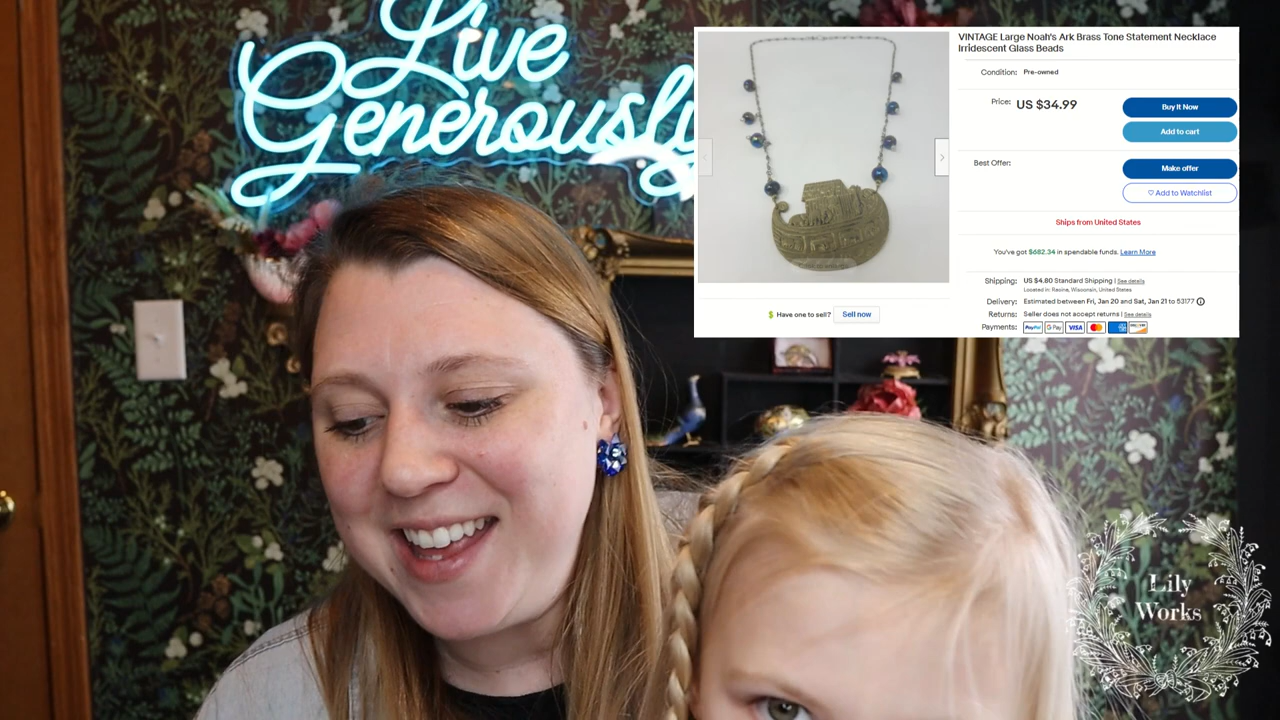 Live
Generously
VINTAGE Large Noah's Ark Brass Tone Statement Necklace
Irridescent Glass Beads
Condition: Pre-owned
Price: US $34.99
Buy It Now
Add to cart
Best Offer:
Make offer
♡ Add to Watchlist
Ships from United States
You've got $682.34 in spendable funds. Learn More
Shipping: US $4.80 Standard Shipping | See details
Located in: Racine, Wisconsin, United States
Delivery: Estimated between Fri, Jan 20 and Sat, Jan 21 to 53177
Returns: Seller does not accept returns | See details
Payments: PayPal G Pay VISA
Have one to sell? Sell now
Lily
Works